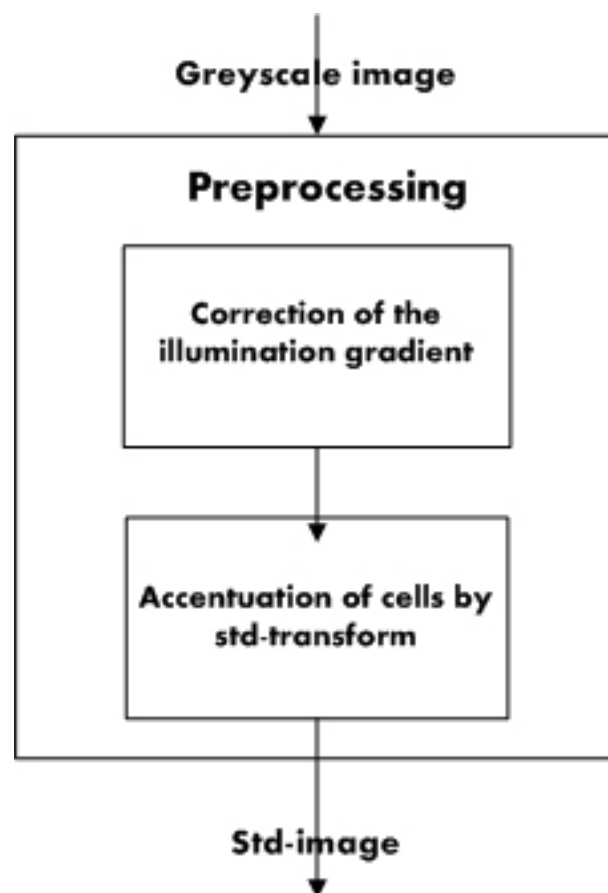 Greyscale image
Preprocessing
Correction of the
illumination gradient
Accentuation of cells by
std-transform
Std-image